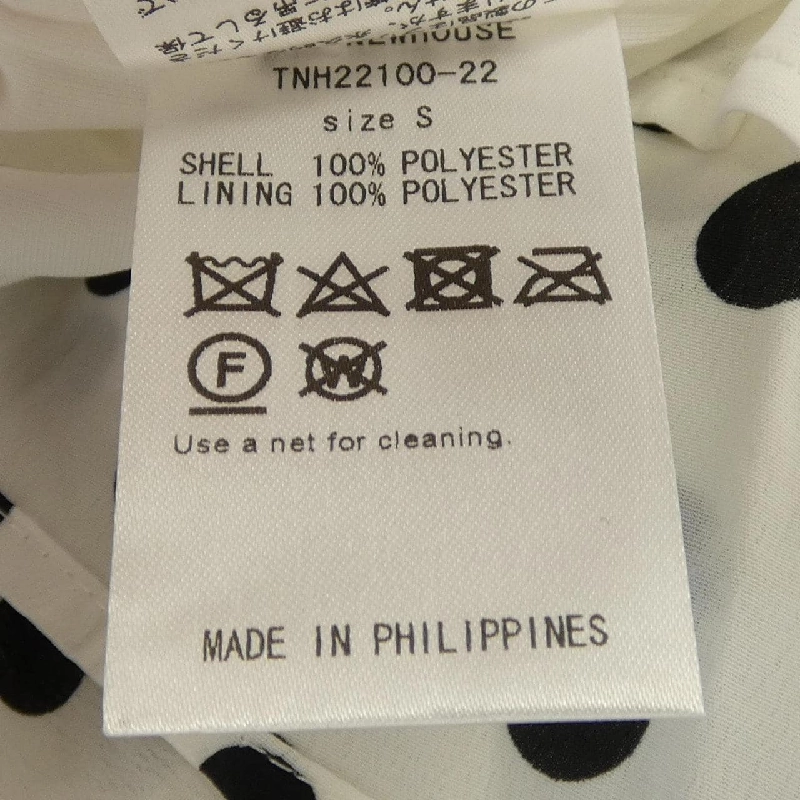 TNH22100-22
size S
SHELL 100% POLYESTER
LINING 100% POLYESTER
F
W
Use a net for cleaning.
MADE IN PHILIPPINES